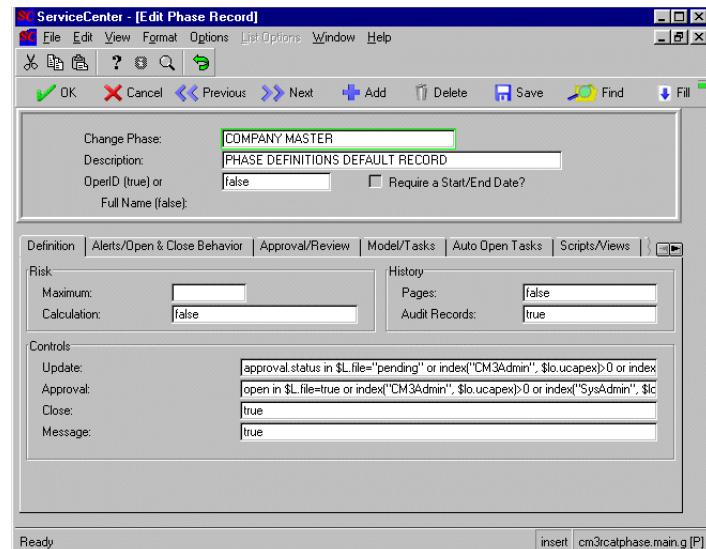 SC ServiceCenter - [Edit Phase Record]
SC File Edit View Format Options List Options Window Help
OK Cancel Previous Next Add Delete Save Find Fill
Change Phase: COMPANY MASTER
Description: PHASE DEFINITIONS DEFAULT RECORD
OperID (true) or false Require a Start/End Date?
Full Name (false):
Definition Alerts/Open & Close Behavior Approval/Review Model/Tasks Auto Open Tasks Scripts/Views
Risk History
Maximum: Pages: false
Calculation: false Audit Records: true
Controls
Update: approval.status in $L.file="pending" or index("CM3Admin", $lo.ucapex)>0 or index
Approval: open in $L.file=true or index("CM3Admin", $lo.ucapex)>0 or index("SysAdmin", $lo
Close: true
Message: true
Ready insert cm3rcatphase.main.g [P]